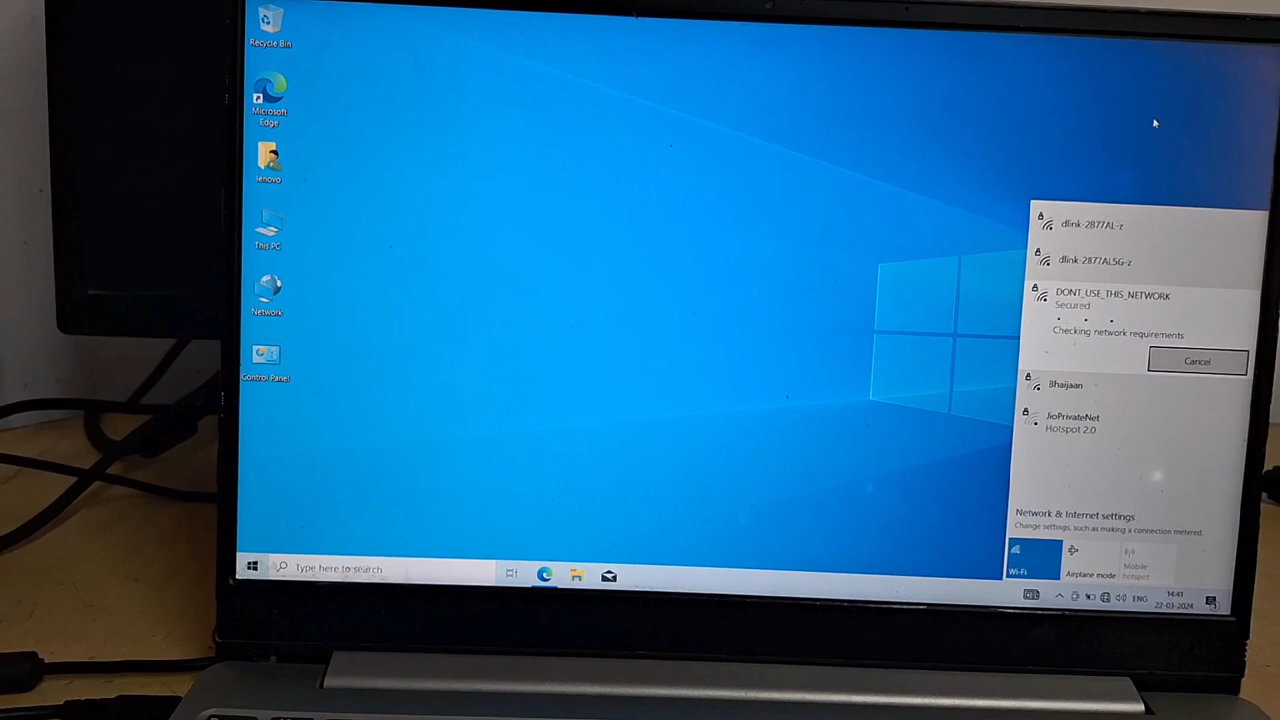 Recycle Bin
Microsoft
Edge
lenovo
This PC
Network
Control Panel
dlink-2877AL-z
dlink-2877AL5G-z
DONT_USE_THIS_NETWORK
Secured
Checking network requirements
Cancel
Bhaijaan
JioPrivateNet
Hotspot 2.0
Network & Internet settings
Change settings, such as making a connection metered.
Wi-Fi
Airplane mode
Mobile
hotspot
Type here to search
ENG
14:41
22-03-2024